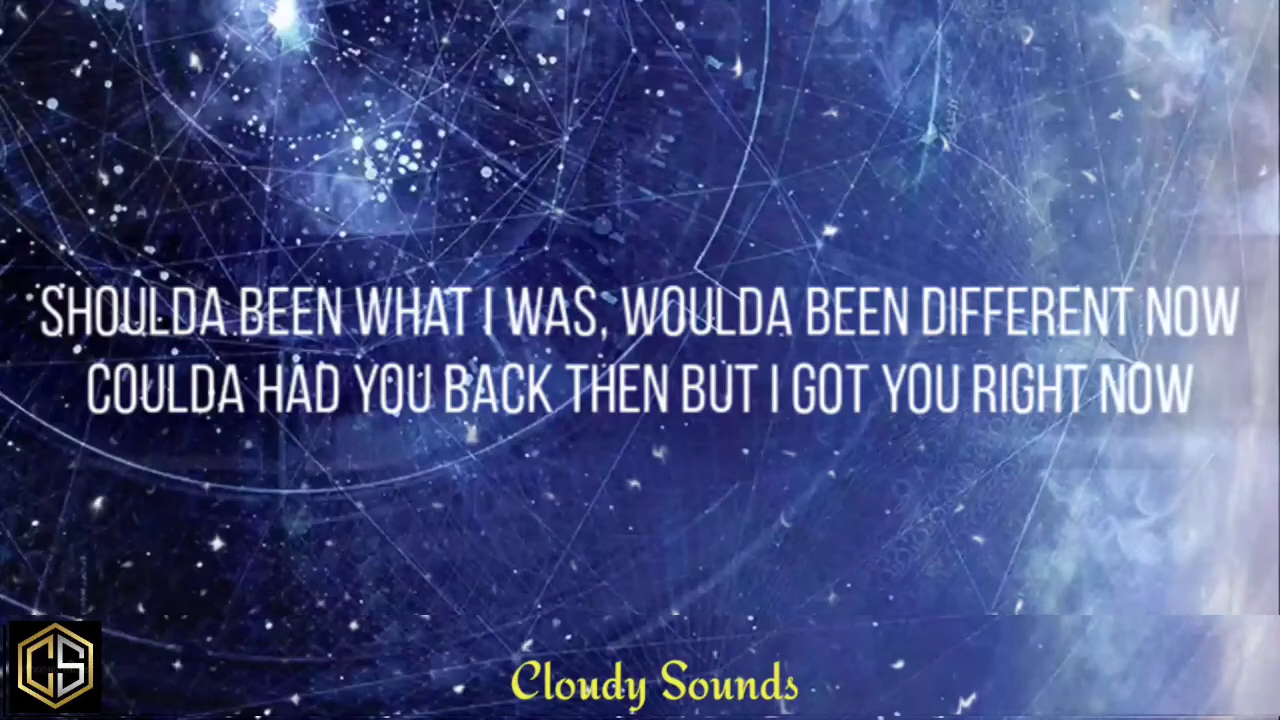 SHOULDA BEEN WHAT I WAS, WOULDA BEEN DIFFERENT NOW
COULDA HAD YOU BACK THEN BUT I GOT YOU RIGHT NOW
CS
Cloudy Sounds